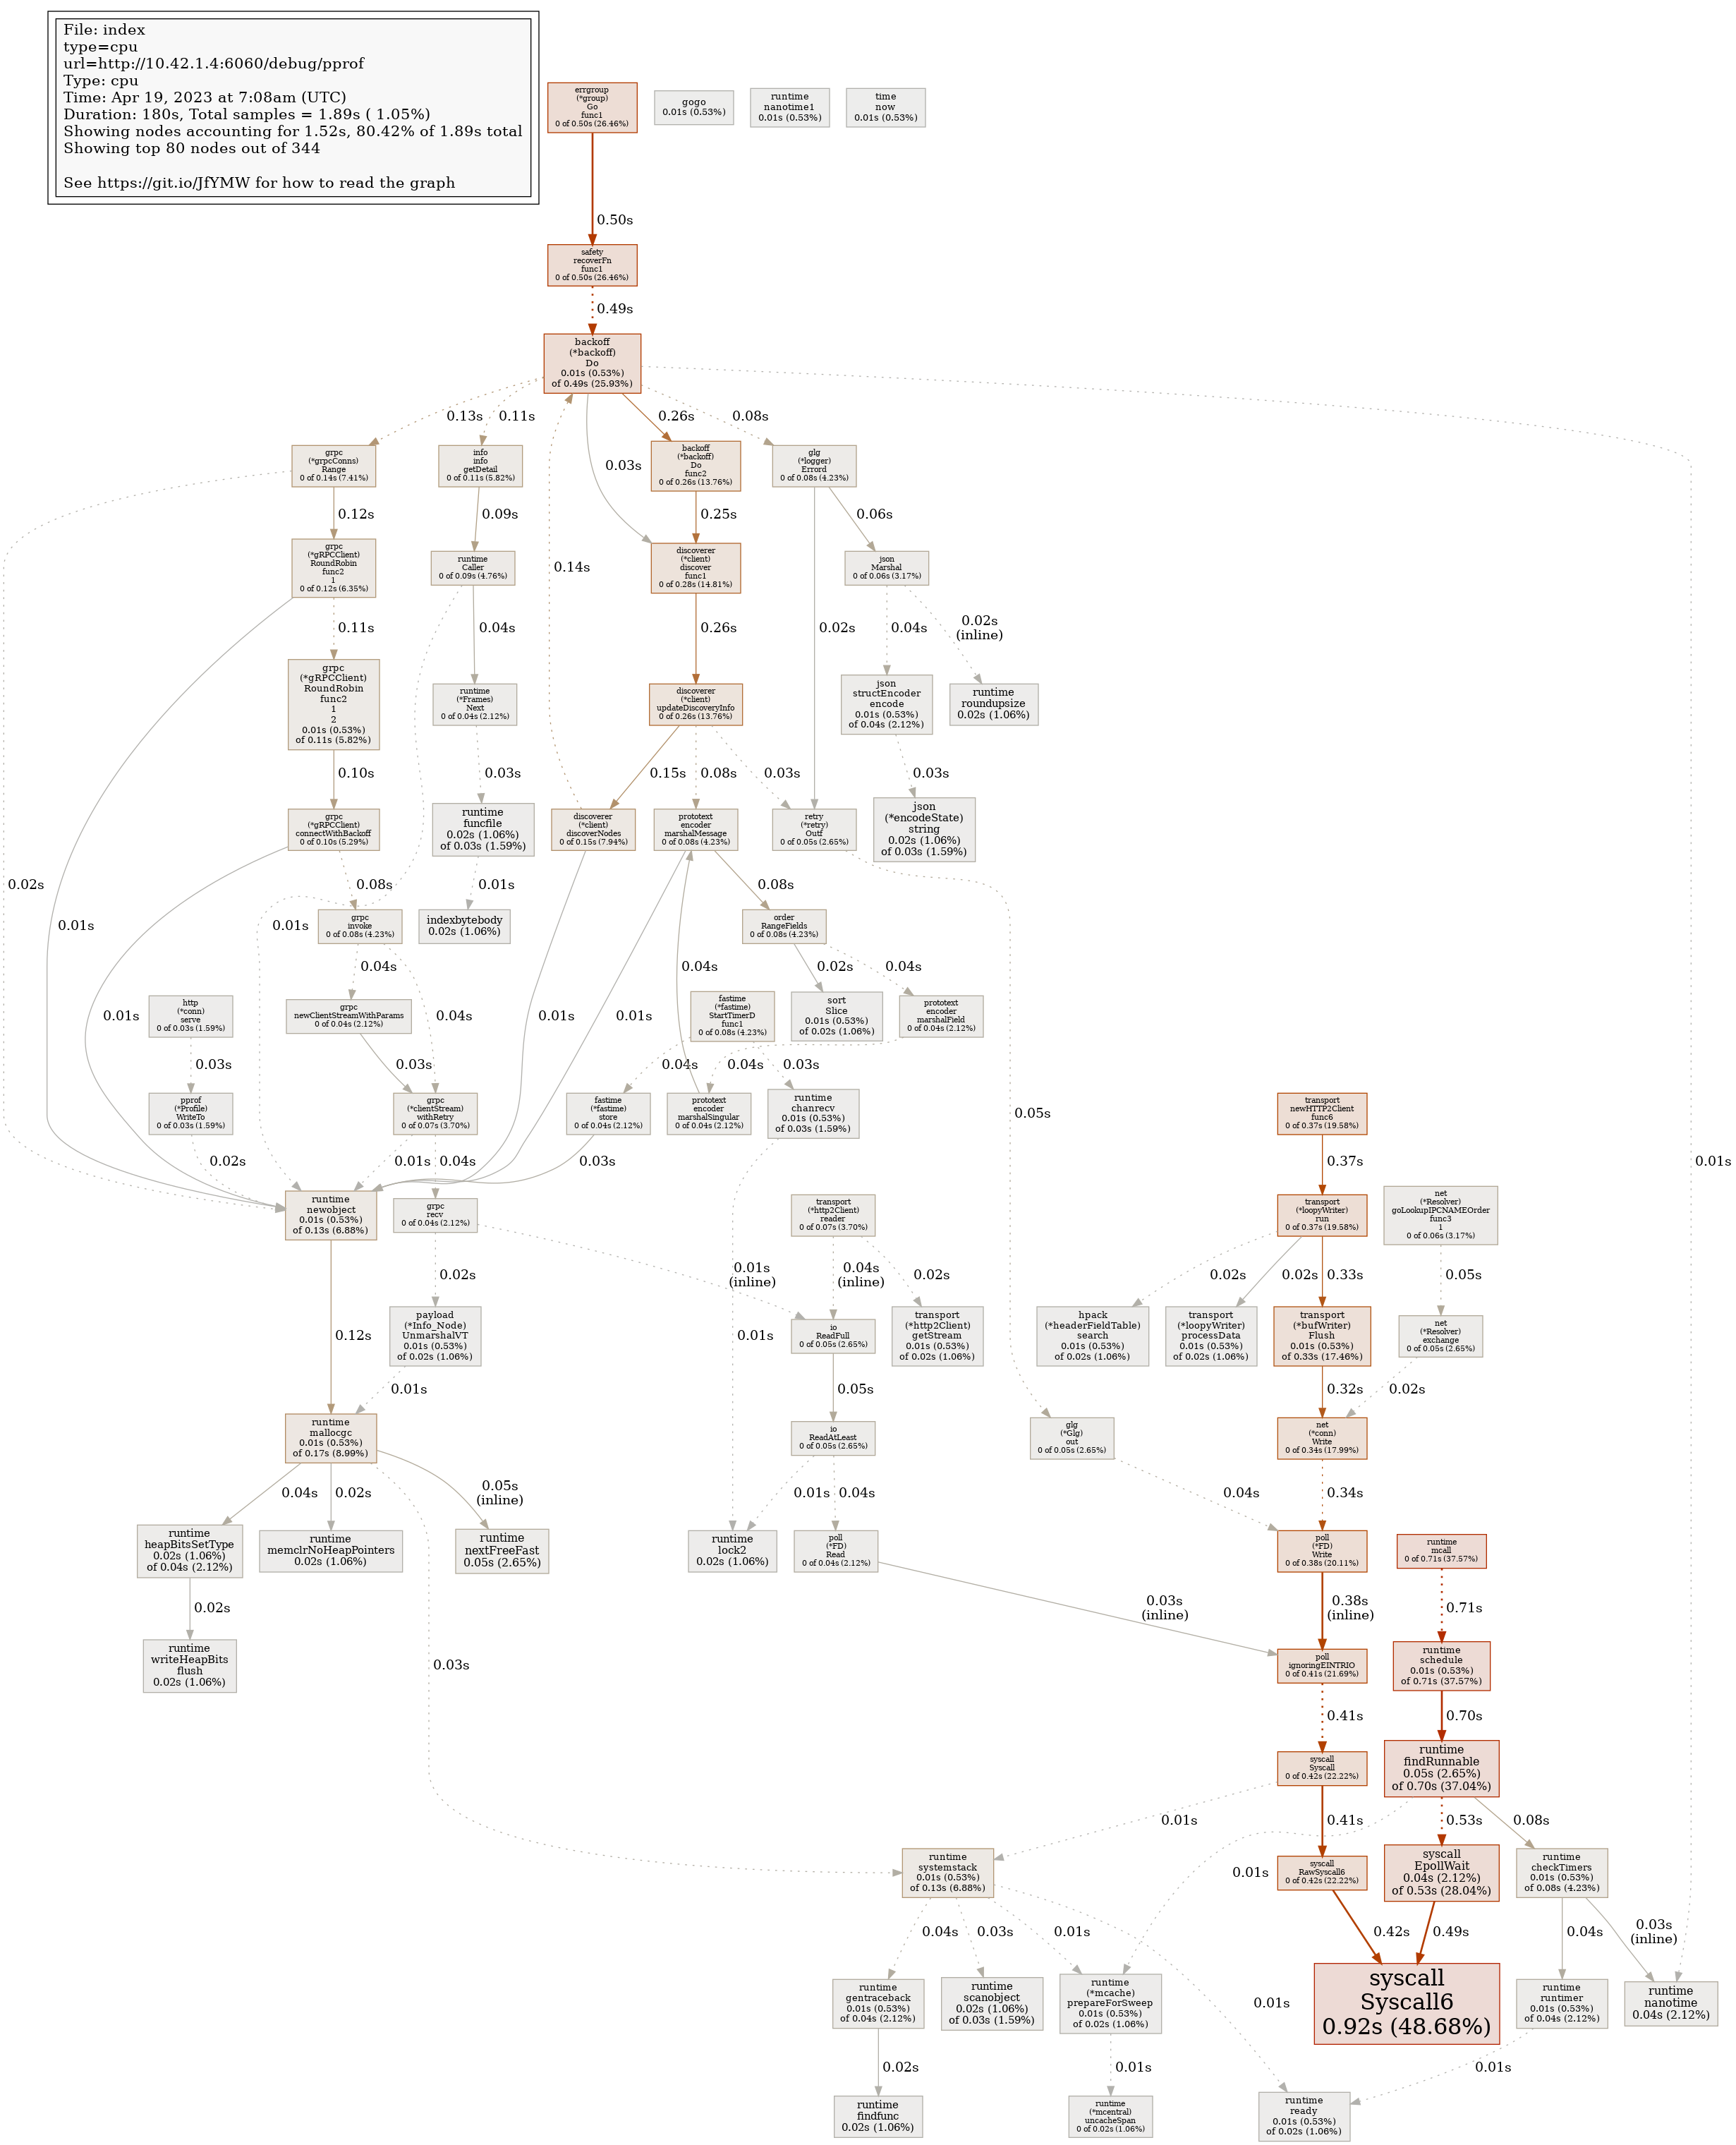 File: index
type=cpu
url=http://10.42.1.4:6060/debug/pprof
Type: cpu
Time: Apr 19, 2023 at 7:08am (UTC)
Duration: 180s, Total samples = 1.89s ( 1.05%)
Showing nodes accounting for 1.52s, 80.42% of 1.89s total
Showing top 80 nodes out of 344
See https://git.io/JfYMW for how to read the graph
errgroup
(*group)
Go
func1
0 of 0.50s (26.46%)
gogo
0.01s (0.53%)
runtime
nanotime1
0.01s (0.53%)
time
now
0.01s (0.53%)
0.50s
safety
recoverFn
func1
0 of 0.50s (26.46%)
0.49s
backoff
(*backoff)
Do
0.01s (0.53%)
of 0.49s (25.93%)
0.13s
0.11s
0.26s
0.08s
0.03s
0.14s
grpc
(*grpcConns)
Range
0 of 0.14s (7.41%)
info
info
getDetail
0 of 0.11s (5.82%)
backoff
(*backoff)
Do
func2
0 of 0.26s (13.76%)
glg
(*logger)
Errord
0 of 0.08s (4.23%)
0.12s
0.09s
0.25s
0.06s
grpc
(*gRPCClient)
RoundRobin
func2
1
0 of 0.12s (6.35%)
runtime
Caller
0 of 0.09s (4.76%)
discoverer
(*client)
discover
func1
0 of 0.28s (14.81%)
json
Marshal
0 of 0.06s (3.17%)
0.11s
0.04s
0.26s
0.02s
0.04s
0.02s
(inline)
grpc
(*gRPCClient)
RoundRobin
func2
1
2
0.01s (0.53%)
of 0.11s (5.82%)
runtime
(*Frames)
Next
0 of 0.04s (2.12%)
discoverer
(*client)
updateDiscoveryInfo
0 of 0.26s (13.76%)
json
structEncoder
encode
0.01s (0.53%)
of 0.04s (2.12%)
runtime
roundupsize
0.02s (1.06%)
0.10s
0.03s
0.15s
0.08s
0.03s
0.03s
grpc
(*gRPCClient)
connectWithBackoff
0 of 0.10s (5.29%)
runtime
funcfile
0.02s (1.06%)
of 0.03s (1.59%)
discoverer
(*client)
discoverNodes
0 of 0.15s (7.94%)
prototext
encoder
marshalMessage
0 of 0.08s (4.23%)
retry
(*retry)
Outf
0 of 0.05s (2.65%)
json
(*encodeState)
string
0.02s (1.06%)
of 0.03s (1.59%)
0.02s
0.08s
0.01s
0.08s
0.01s
0.01s
grpc
invoke
0 of 0.08s (4.23%)
indexbytebody
0.02s (1.06%)
order
RangeFields
0 of 0.08s (4.23%)
0.04s
0.04s
0.02s
0.04s
http
(*conn)
serve
0 of 0.03s (1.59%)
grpc
newClientStreamWithParams
0 of 0.04s (2.12%)
fastime
(*fastime)
StartTimerD
func1
0 of 0.08s (4.23%)
sort
Slice
0.01s (0.53%)
of 0.02s (1.06%)
prototext
encoder
marshalField
0 of 0.04s (2.12%)
0.01s
0.04s
0.01s
0.01s
0.03s
0.03s
0.04s
0.04s
0.03s
pprof
(*Profile)
WriteTo
0 of 0.03s (1.59%)
grpc
(*clientStream)
withRetry
0 of 0.07s (3.70%)
fastime
(*fastime)
store
0 of 0.04s (2.12%)
prototext
encoder
marshalSingular
0 of 0.04s (2.12%)
runtime
chanrecv
0.01s (0.53%)
of 0.03s (1.59%)
0.05s
transport
newHTTP2Client
func6
0 of 0.37s (19.58%)
0.02s
0.01s
0.04s
0.03s
0.37s
0.01s
runtime
newobject
0.01s (0.53%)
of 0.13s (6.88%)
grpc
recv
0 of 0.04s (2.12%)
transport
(*http2Client)
reader
0 of 0.07s (3.70%)
transport
(*loopyWriter)
run
0 of 0.37s (19.58%)
net
(*Resolver)
goLookupIPCNAMEOrder
func3
1
0 of 0.06s (3.17%)
0.02s
0.01s
(inline)
0.04s
(inline)
0.02s
0.02s
0.02s
0.33s
0.05s
0.12s
payload
(*Info_Node)
UnmarshalVT
0.01s (0.53%)
of 0.02s (1.06%)
0.01s
io
ReadFull
0 of 0.05s (2.65%)
transport
(*http2Client)
getStream
0.01s (0.53%)
of 0.02s (1.06%)
hpack
(*headerFieldTable)
search
0.01s (0.53%)
of 0.02s (1.06%)
transport
(*loopyWriter)
processData
0.01s (0.53%)
of 0.02s (1.06%)
transport
(*bufWriter)
Flush
0.01s (0.53%)
of 0.33s (17.46%)
net
(*Resolver)
exchange
0 of 0.05s (2.65%)
0.01s
0.05s
0.32s
0.02s
runtime
mallocgc
0.01s (0.53%)
of 0.17s (8.99%)
io
ReadAtLeast
0 of 0.05s (2.65%)
glg
(*Glg)
out
0 of 0.05s (2.65%)
net
(*conn)
Write
0 of 0.34s (17.99%)
0.04s
0.02s
0.05s
(inline)
0.01s
0.04s
0.04s
0.34s
runtime
heapBitsSetType
0.02s (1.06%)
of 0.04s (2.12%)
runtime
memclrNoHeapPointers
0.02s (1.06%)
runtime
nextFreeFast
0.05s (2.65%)
runtime
lock2
0.02s (1.06%)
poll
(*FD)
Read
0 of 0.04s (2.12%)
poll
(*FD)
Write
0 of 0.38s (20.11%)
runtime
mcall
0 of 0.71s (37.57%)
0.02s
0.03s
(inline)
0.38s
(inline)
0.71s
runtime
writeHeapBits
flush
0.02s (1.06%)
0.03s
poll
ignoringEINTRIO
0 of 0.41s (21.69%)
runtime
schedule
0.01s (0.53%)
of 0.71s (37.57%)
0.41s
0.70s
syscall
Syscall
0 of 0.42s (22.22%)
runtime
findRunnable
0.05s (2.65%)
of 0.70s (37.04%)
0.01s
0.41s
0.53s
0.08s
runtime
systemstack
0.01s (0.53%)
of 0.13s (6.88%)
0.01s
syscall
RawSyscall6
0 of 0.42s (22.22%)
syscall
EpollWait
0.04s (2.12%)
of 0.53s (28.04%)
runtime
checkTimers
0.01s (0.53%)
of 0.08s (4.23%)
0.04s
0.03s
0.01s
0.42s
0.49s
0.04s
0.03s
(inline)
runtime
gentraceback
0.01s (0.53%)
of 0.04s (2.12%)
runtime
scanobject
0.02s (1.06%)
of 0.03s (1.59%)
runtime
(*mcache)
prepareForSweep
0.01s (0.53%)
of 0.02s (1.06%)
0.01s
syscall
Syscall6
0.92s (48.68%)
runtime
runtimer
0.01s (0.53%)
of 0.04s (2.12%)
runtime
nanotime
0.04s (2.12%)
0.02s
0.01s
0.01s
runtime
findfunc
0.02s (1.06%)
runtime
(*mcentral)
uncacheSpan
0 of 0.02s (1.06%)
runtime
ready
0.01s (0.53%)
of 0.02s (1.06%)